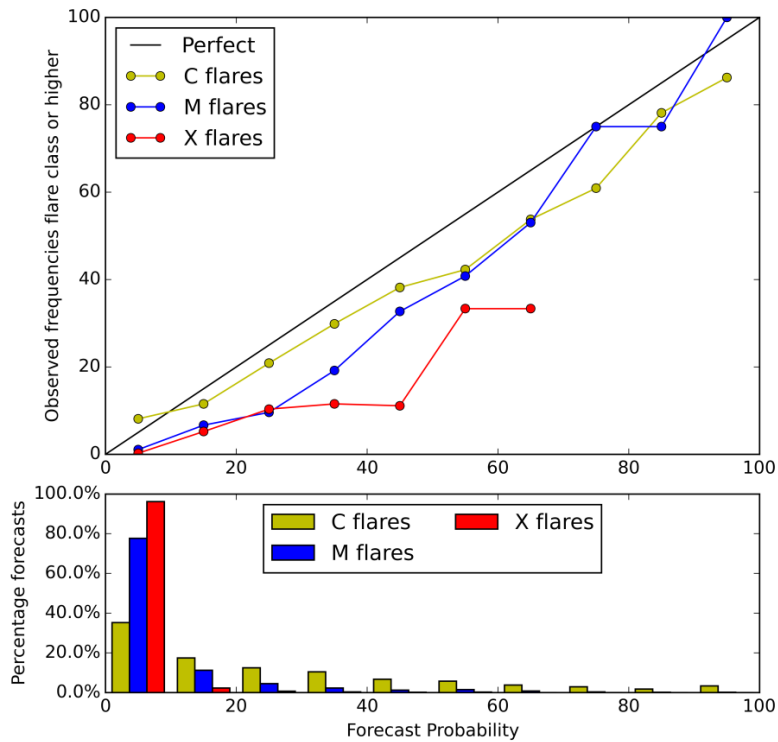 100
80
60
40
20
0
Observed frequencies flare class or higher
Perfect
C flares
M flares
X flares
0 20 40 60 80 100
100.0%
80.0%
60.0%
40.0%
20.0%
0.0%
Percentage forecasts
C flares X flares
M flares
0 20 40 60 80 100
Forecast Probability